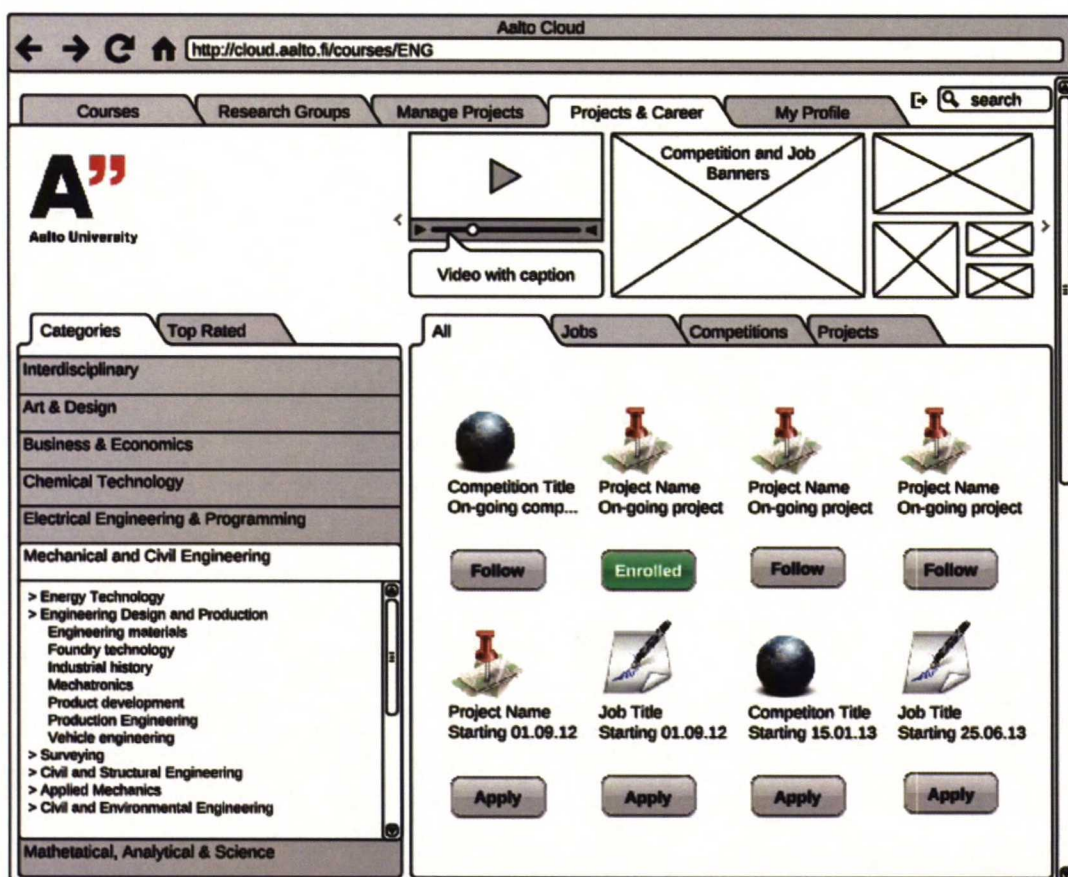 Aalto Cloud
http://cloud.aalto.fi/courses/ENG
Courses
Research Groups
Manage Projects
Projects & Career
My Profile
search
A”
Aalto University
Video with caption
Competition and Job
Banners
Categories
Top Rated
Interdisciplinary
Art & Design
Business & Economics
Chemical Technology
Electrical Engineering & Programming
Mechanical and Civil Engineering
> Energy Technology
> Engineering Design and Production
Engineering materials
Foundry technology
Industrial history
Mechatronics
Product development
Production Engineering
Vehicle engineering
> Surveying
> Civil and Structural Engineering
> Applied Mechanics
> Civil and Environmental Engineering
Mathetatical, Analytical & Science
All
Jobs
Competitions
Projects
Competition Title
On-going comp...
Follow
Project Name
On-going project
Enrolled
Project Name
On-going project
Follow
Project Name
On-going project
Follow
Project Name
Starting 01.09.12
Apply
Job Title
Starting 01.09.12
Apply
Competiton Title
Starting 15.01.13
Apply
Job Title
Starting 25.06.13
Apply